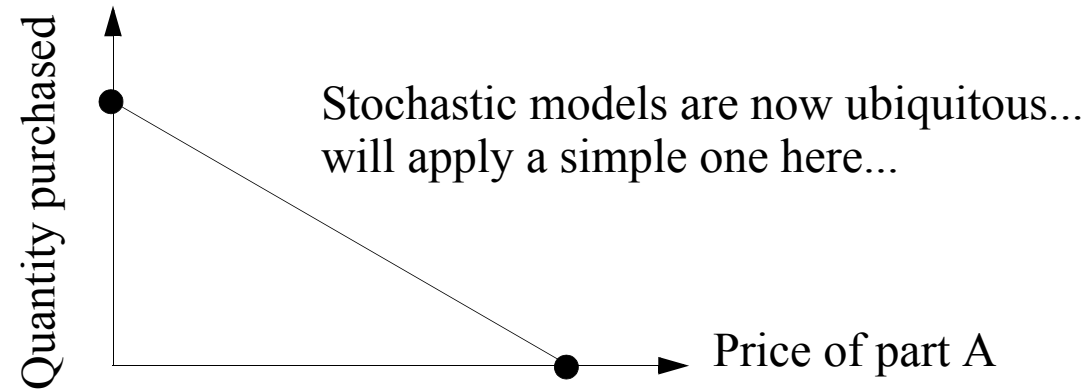 Quantity purchased
Stochastic models are now ubiquitous...
will apply a simple one here...
Price of part A